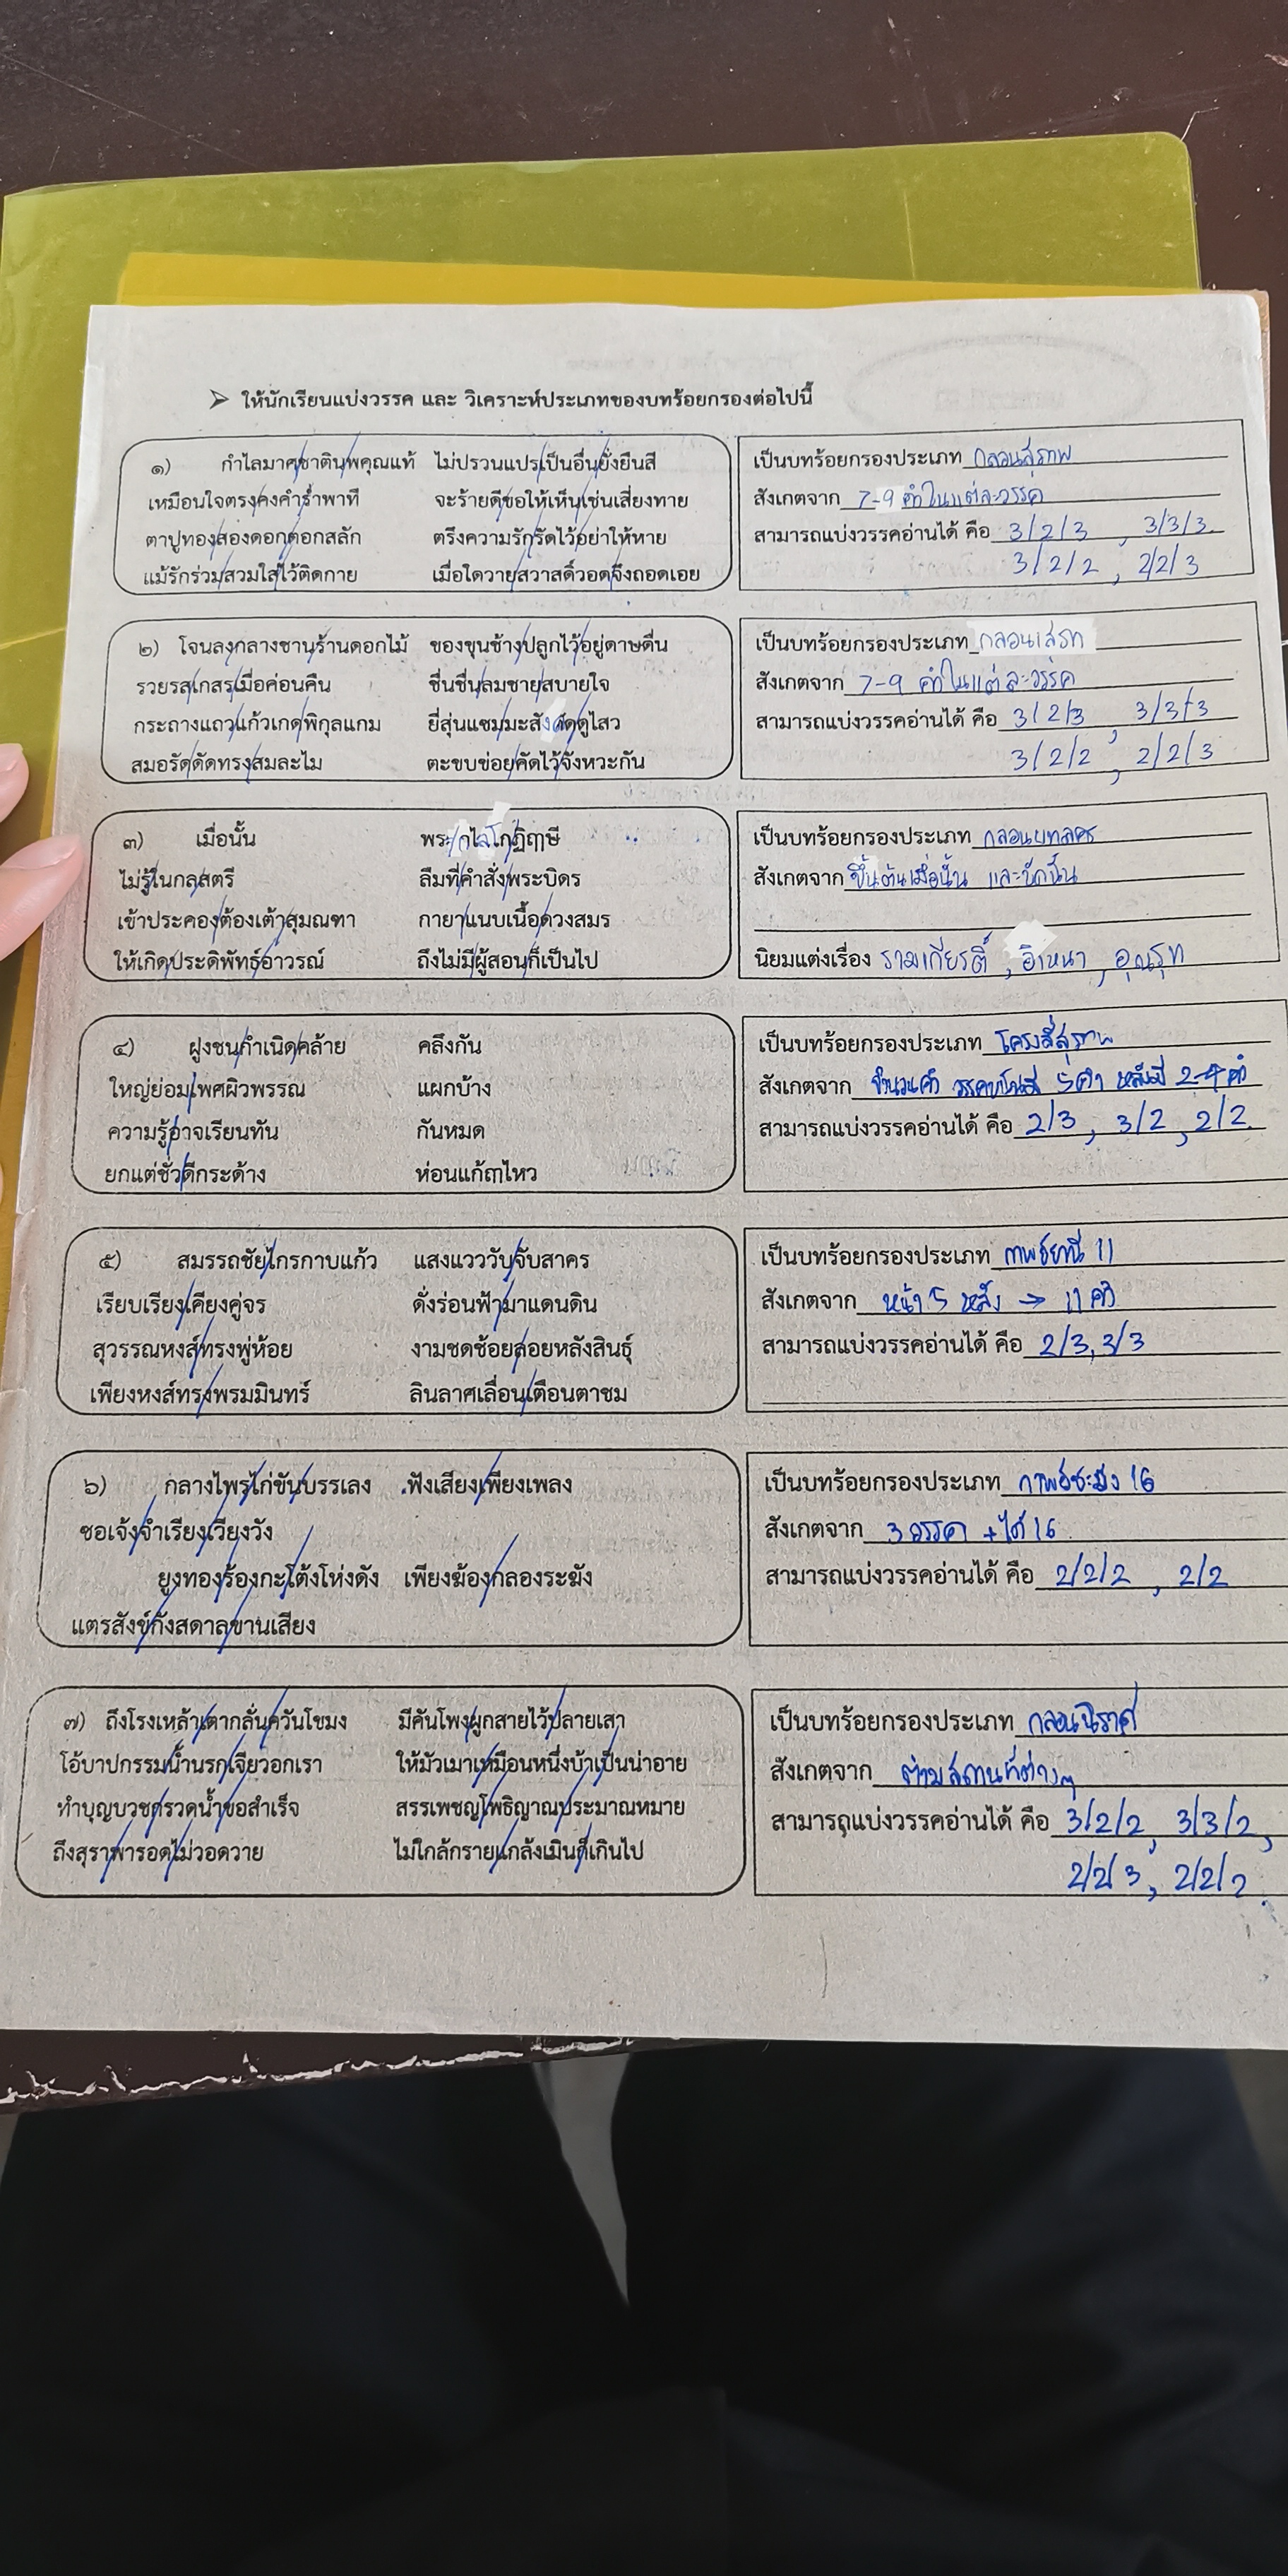 ➢ ให้นักเรียนแบ่งวรรค และ วิเคราะห์ประเภทของบทร้อยกรองต่อไปนี้
๑) กำไลมาศ/ชาติน/พคุณแท้ ไม่ปรวนแปร/เป็นอื่น/ยั่งยืนสี
เหมือนใจตรง/คงคำ/ร่ำพาที จะร้ายดี/ขอให้เห็น/เช่นเสี่ยงทาย
ตาปูทอง/สองดอก/ตอกสลัก ตรึงความรัก/รัดไว้/อย่าให้หาย
แม้รักร่วม/สวมใส่/ไว้ติดกาย เมื่อใดวาย/สวาสดิ์วอด/จึงถอดเอย
เป็นบทร้อยกรองประเภท กลอนสุภาพ
สังเกตจาก 7-9 คำในแต่ละวรรค
สามารถแบ่งวรรคอ่านได้ คือ 3/2/3 , 3/3/3
3/2/2 , 2/2/3
๒) โจนลง/กลางชาน/ร้านดอกไม้ ของขุนช้าง/ปลูกไว้/อยู่ดาษดื่น
รวยรส/เกสร/เมื่อค่อนคืน ชื่นชื่น/ลมชาย/สบายใจ
กระถางแถว/แก้วเกด/พิกุลแกม ยี่สุ่นแซม/มะสังดัด/ดูไสว
สมอรัด/ดัดทรง/สมละไม ตะขบข่อย/คัดไว้/จังหวะกัน
เป็นบทร้อยกรองประเภท กลอนเสภา
สังเกตจาก 7-9 คำในแต่ละวรรค
สามารถแบ่งวรรคอ่านได้ คือ 3/2/3 , 3/3/3
3/2/2 , 2/2/3
๓) เมื่อนั้น พระ/ไลโก/ฏิฤาษี
ไม่รู้/ในกล/สตรี ลืมที่/คำสั่ง/พระบิดร
เข้าประคอง/ต้องเต้า/สุมณฑา กายา/แนบเนื้อ/ดวงสมร
ให้เกิด/ประดิพัทธ์/อาวรณ์ ถึงไม่มี/ผู้สอน/ก็เป็นไป
เป็นบทร้อยกรองประเภท กลอนบทละคร
สังเกตจาก ขึ้นต้นเมื่อนั้น และบัดนั้น
นิยมแต่งเรื่อง รามเกียรติ์ , อิเหนา , อุณรุท
๔) ฝูงชน/กำเนิด/คล้าย คลึงกัน
ใหญ่ย่อม/เพศผิวพรรณ แผกบ้าง
ความรู้/อาจเรียนทัน กันหมด
ยกแต่ชั่ว/ดีกระด้าง ห่อนแก้ฤาไหว
เป็นบทร้อยกรองประเภท โคลงสี่สุภาพ
สังเกตจาก จำนวนคำ วรรคหน้ามี 5 คำ หลังมี 2-4 คำ
สามารถแบ่งวรรคอ่านได้ คือ 2/3 , 3/2 , 2/2
๕) สมรรถชัย/ไกรกาบแก้ว แสงแวววับ/จับสาคร
เรียบเรียง/เคียงคู่จร ดั่งร่อนฟ้า/มาแดนดิน
สุวรรณหงส์/ทรงพู่ห้อย งามชดช้อย/ลอยหลังสินธุ์
เพียงหงส์ทรง/พรมมินทร์ ลินลาศเลื่อน/เตือนตาชม
เป็นบทร้อยกรองประเภท กาพย์ยานี 11
สังเกตจาก หน้า 5 หลัง → 11 คำ
สามารถแบ่งวรรคอ่านได้ คือ 2/3, 3/3
๖) กลางไพร/ไก่ขัน/บรรเลง ฟังเสียง/เพียงเพลง
ซอเจ้ง/จำเรียง/เวียงวัง
ยูงทอง/ร้องกะ/โต้งโห่งดัง เพียงฆ้อง/กลองระฆัง
แตรสังข์/กังสดาล/ขานเสียง
เป็นบทร้อยกรองประเภท กาพย์ฉะบัง 16
สังเกตจาก 3 วรรค + ได้ 16
สามารถแบ่งวรรคอ่านได้ คือ 2/2/2 , 2/2
๗) ถึงโรงเหล้า/เตากลั่น/ควันโขมง มีคันโพง/ผูกสายไว้/ปลายเสา
โอ้บาปกรรม/น้ำนรก/เจียวอกเรา ให้มัวเมา/เหมือนหนึ่งบ้า/เป็นน่าอาย
ทำบุญบวช/กรวดน้ำ/ขอสำเร็จ สรรเพชญ/โพธิญาณ/ประมาณหมาย
ถึงสุรา/พารอด/ไม่วอดวาย ไม่ใกล้กราย/แกล้งเมิน/ก็เกินไป
เป็นบทร้อยกรองประเภท กลอนนิราศ
สังเกตจาก ตามสถานที่ต่างๆ
สามารถแบ่งวรรคอ่านได้ คือ 3/2/2, 3/3/2,
2/2/3, 2/2/2